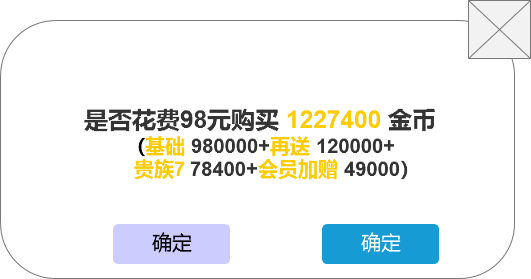 是否花费98元购买 1227400 金币
(基础 980000+再送 120000+
贵族7 78400+会员加赠 49000)
确定
确定